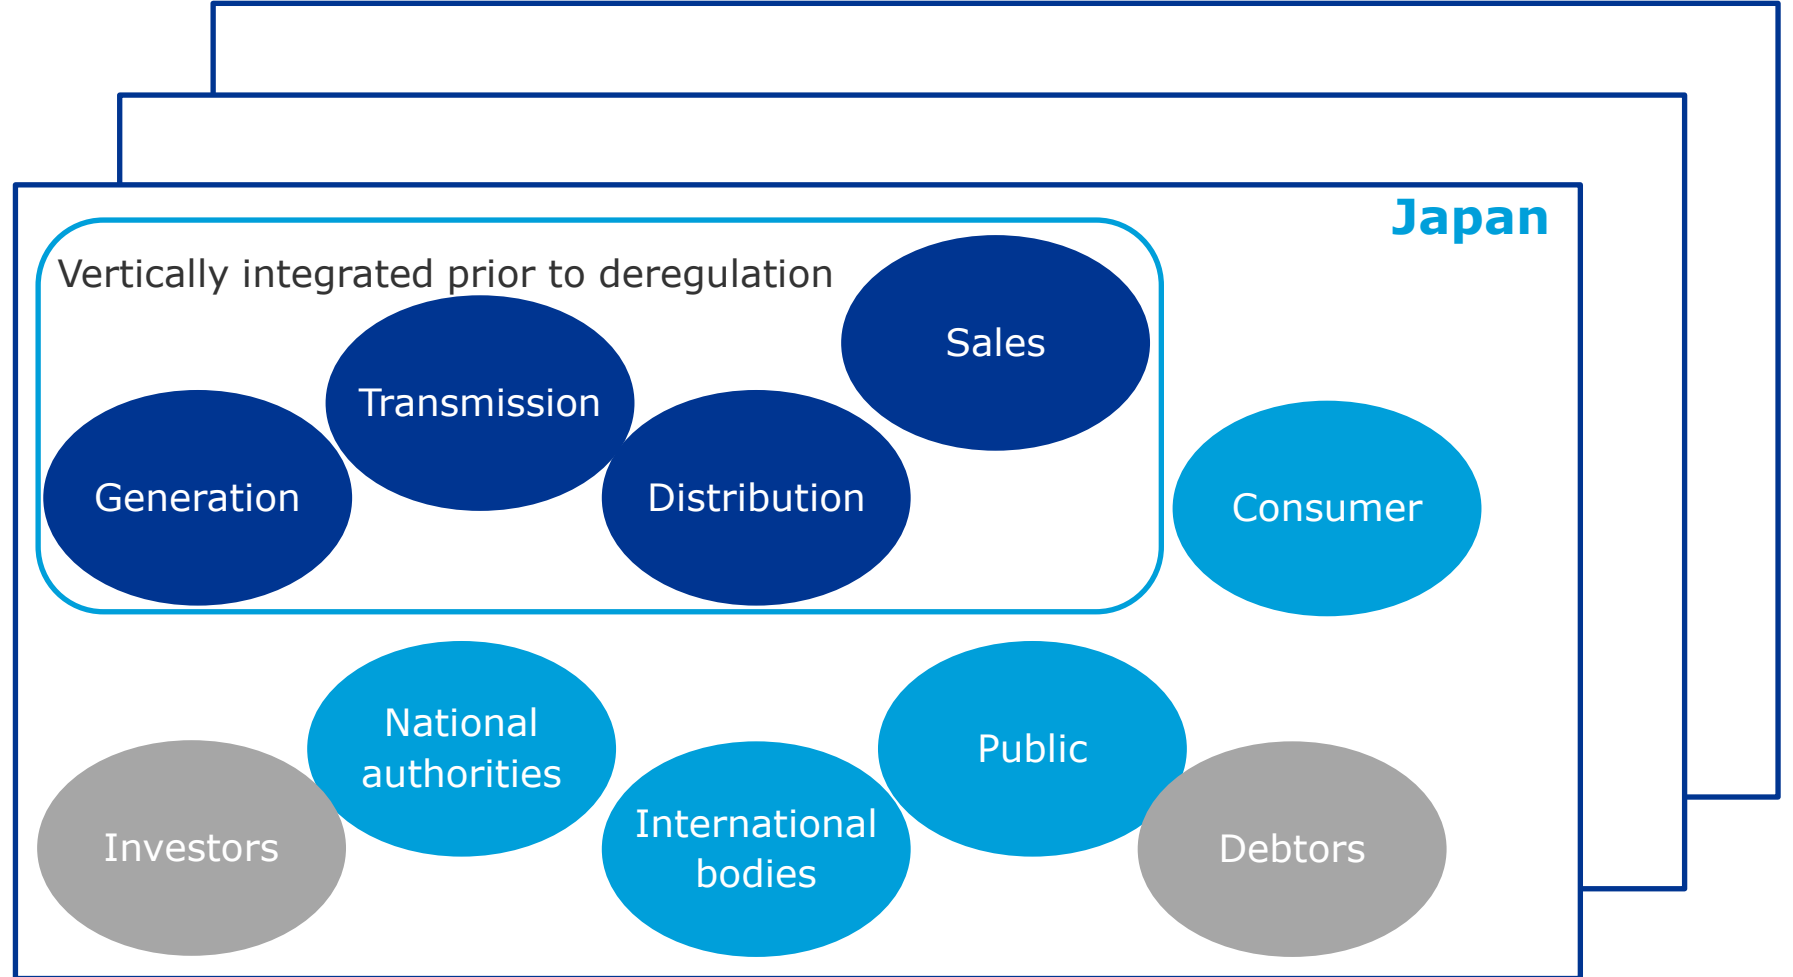 Japan
Vertically integrated prior to deregulation
Sales
Transmission
Generation
Distribution
Consumer
National
authorities
Public
International
bodies
Investors
Debtors